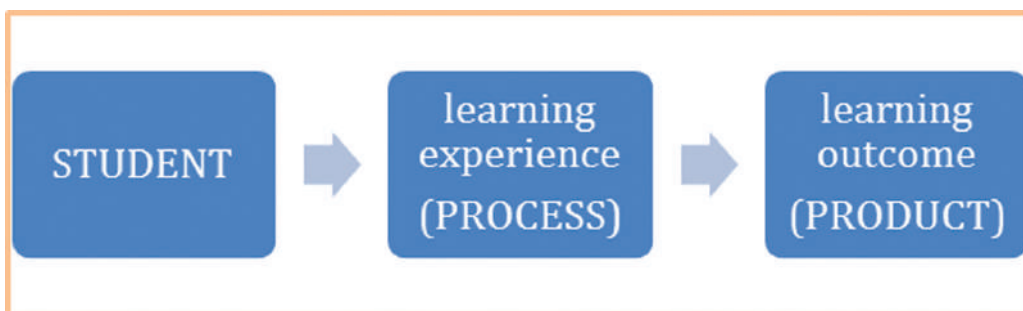 STUDENT
learning
experience
(PROCESS)
learning
outcome
(PRODUCT)